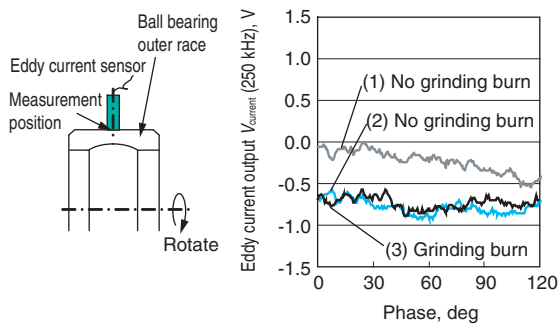 Ball bearing
outer race
Eddy current sensor
Measurement
position
Rotate
Eddy current output Vcurrent (250 kHz), V
1.5
1.0
0.5
0.0
-0.5
-1.0
-1.5
(1) No grinding burn
(2) No grinding burn
(3) Grinding burn
0 30 60 90 120
Phase, deg